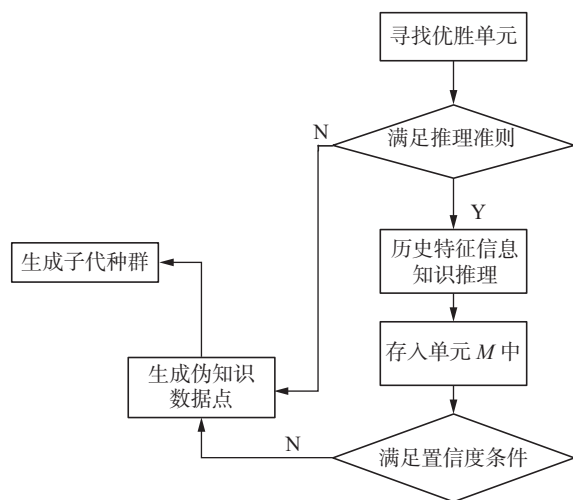 寻找优胜单元
N
满足推理准则
Y
历史特征信息
知识推理
生成子代种群
存入单元 M 中
生成伪知识
数据点
N
满足置信度条件